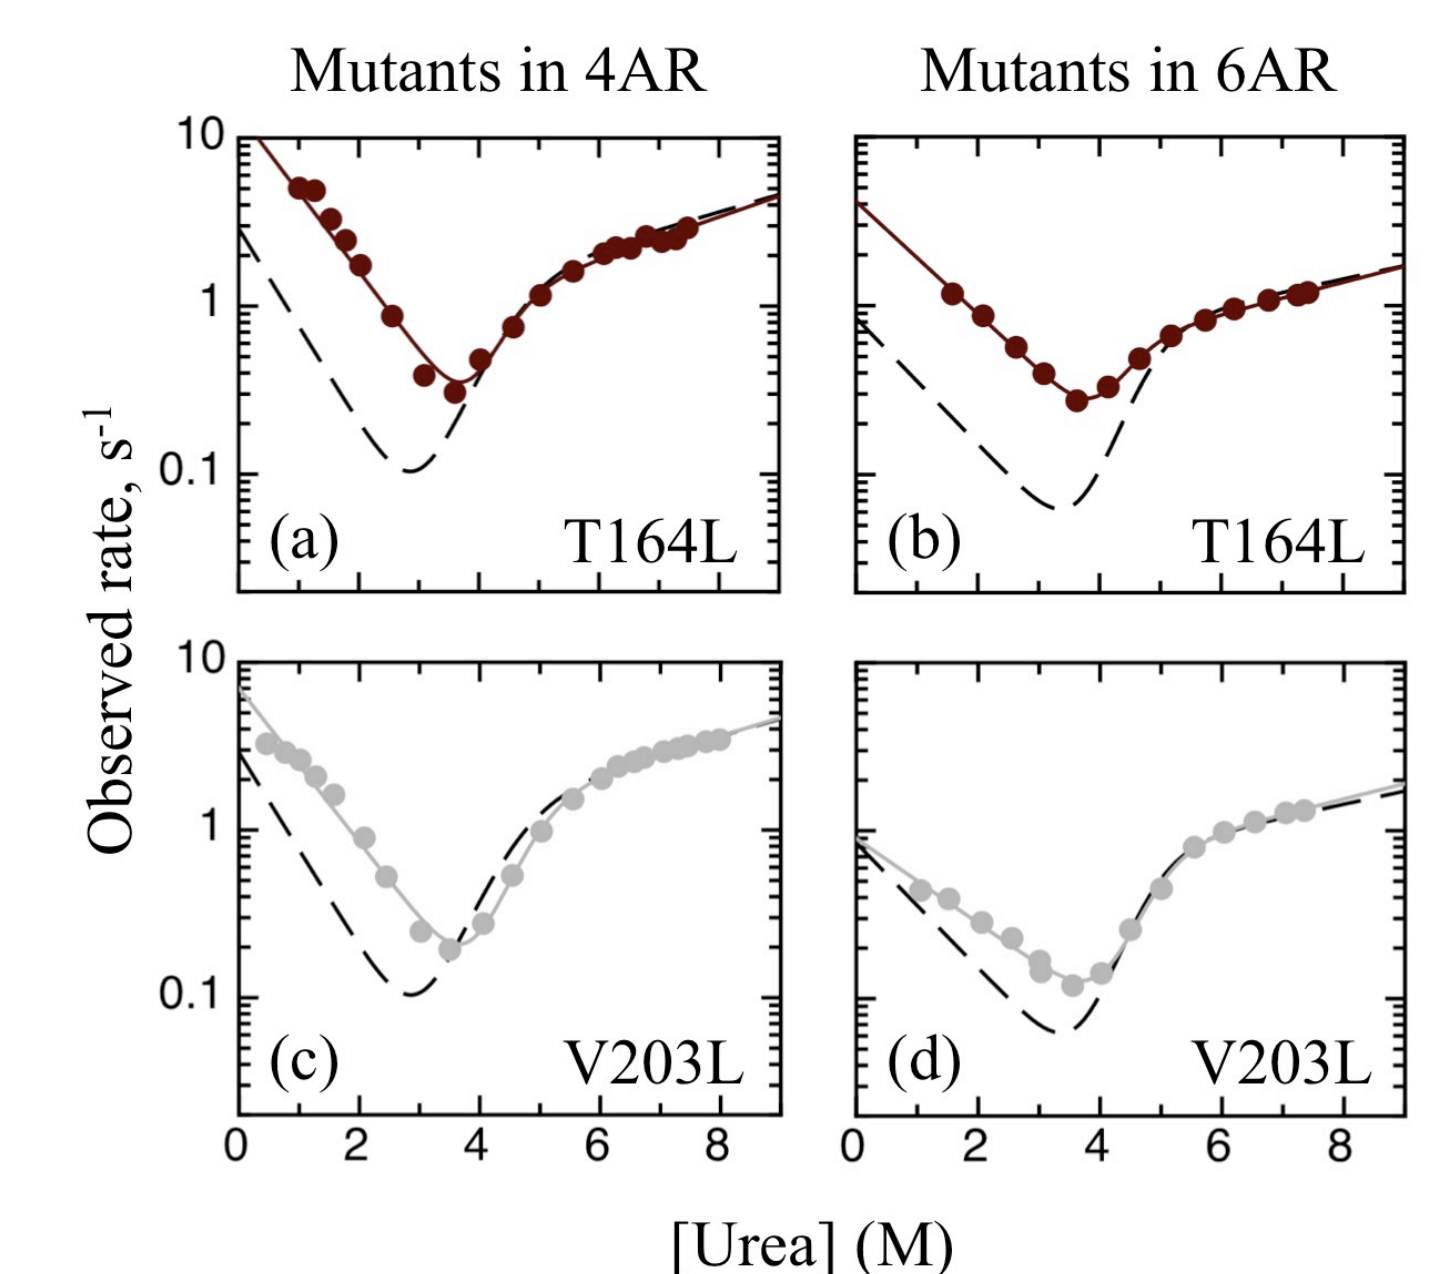 Mutants in 4AR
Mutants in 6AR
10
1
0.1
(a)
T164L
(b)
T164L
Observed rate, s-1
10
1
0.1
(c)
V203L
(d)
V203L
0 2 4 6 8
0 2 4 6 8
[Urea] (M)